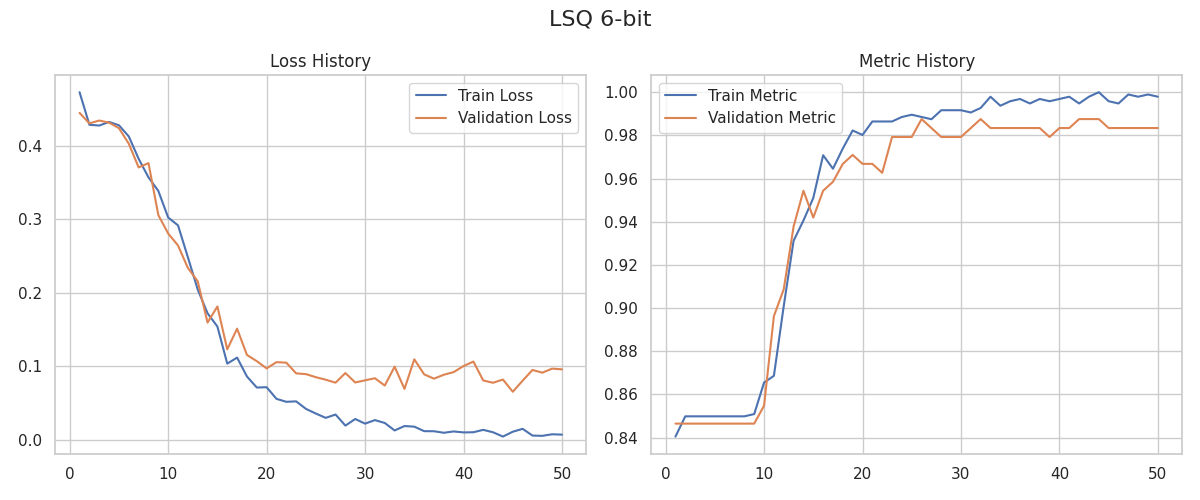 LSQ 6-bit
Loss History
Train Loss
Validation Loss
0.4
0.3
0.2
0.1
0.0
0 10 20 30 40 50
Metric History
Train Metric
Validation Metric
1.00
0.98
0.96
0.94
0.92
0.90
0.88
0.86
0.84
0 10 20 30 40 50